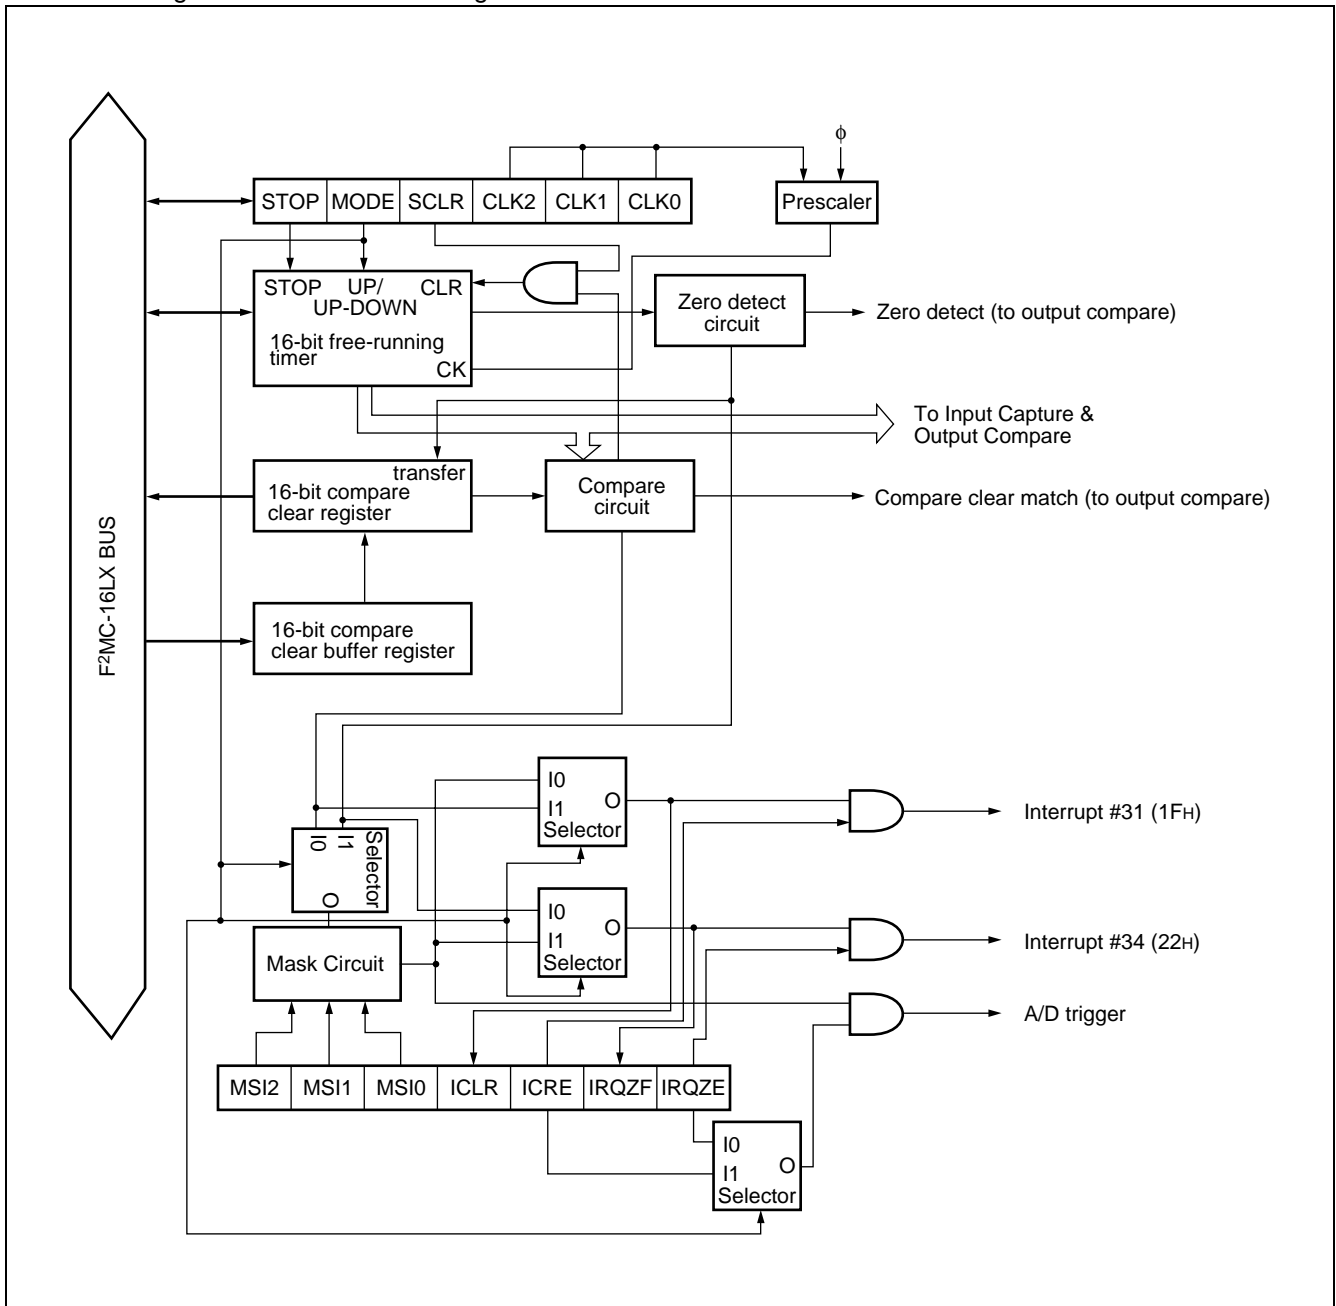 ϕ
STOP MODE SCLR CLK2 CLK1 CLK0
Prescaler
STOP UP/ CLR
UP-DOWN
16-bit free-running
timer
CK
Zero detect
circuit
Zero detect (to output compare)
To Input Capture &
Output Compare
transfer
16-bit compare
clear register
Compare
circuit
Compare clear match (to output compare)
F²MC-16LX BUS
16-bit compare
clear buffer register
I0
I1 O
Selector
Interrupt #31 (1FH)
I0 I1 Selector
O
I0
I1 O
Selector
Interrupt #34 (22H)
Mask Circuit
A/D trigger
MSI2 MSI1 MSI0 ICLR ICRE IRQZF IRQZE
I0
I1 O
Selector